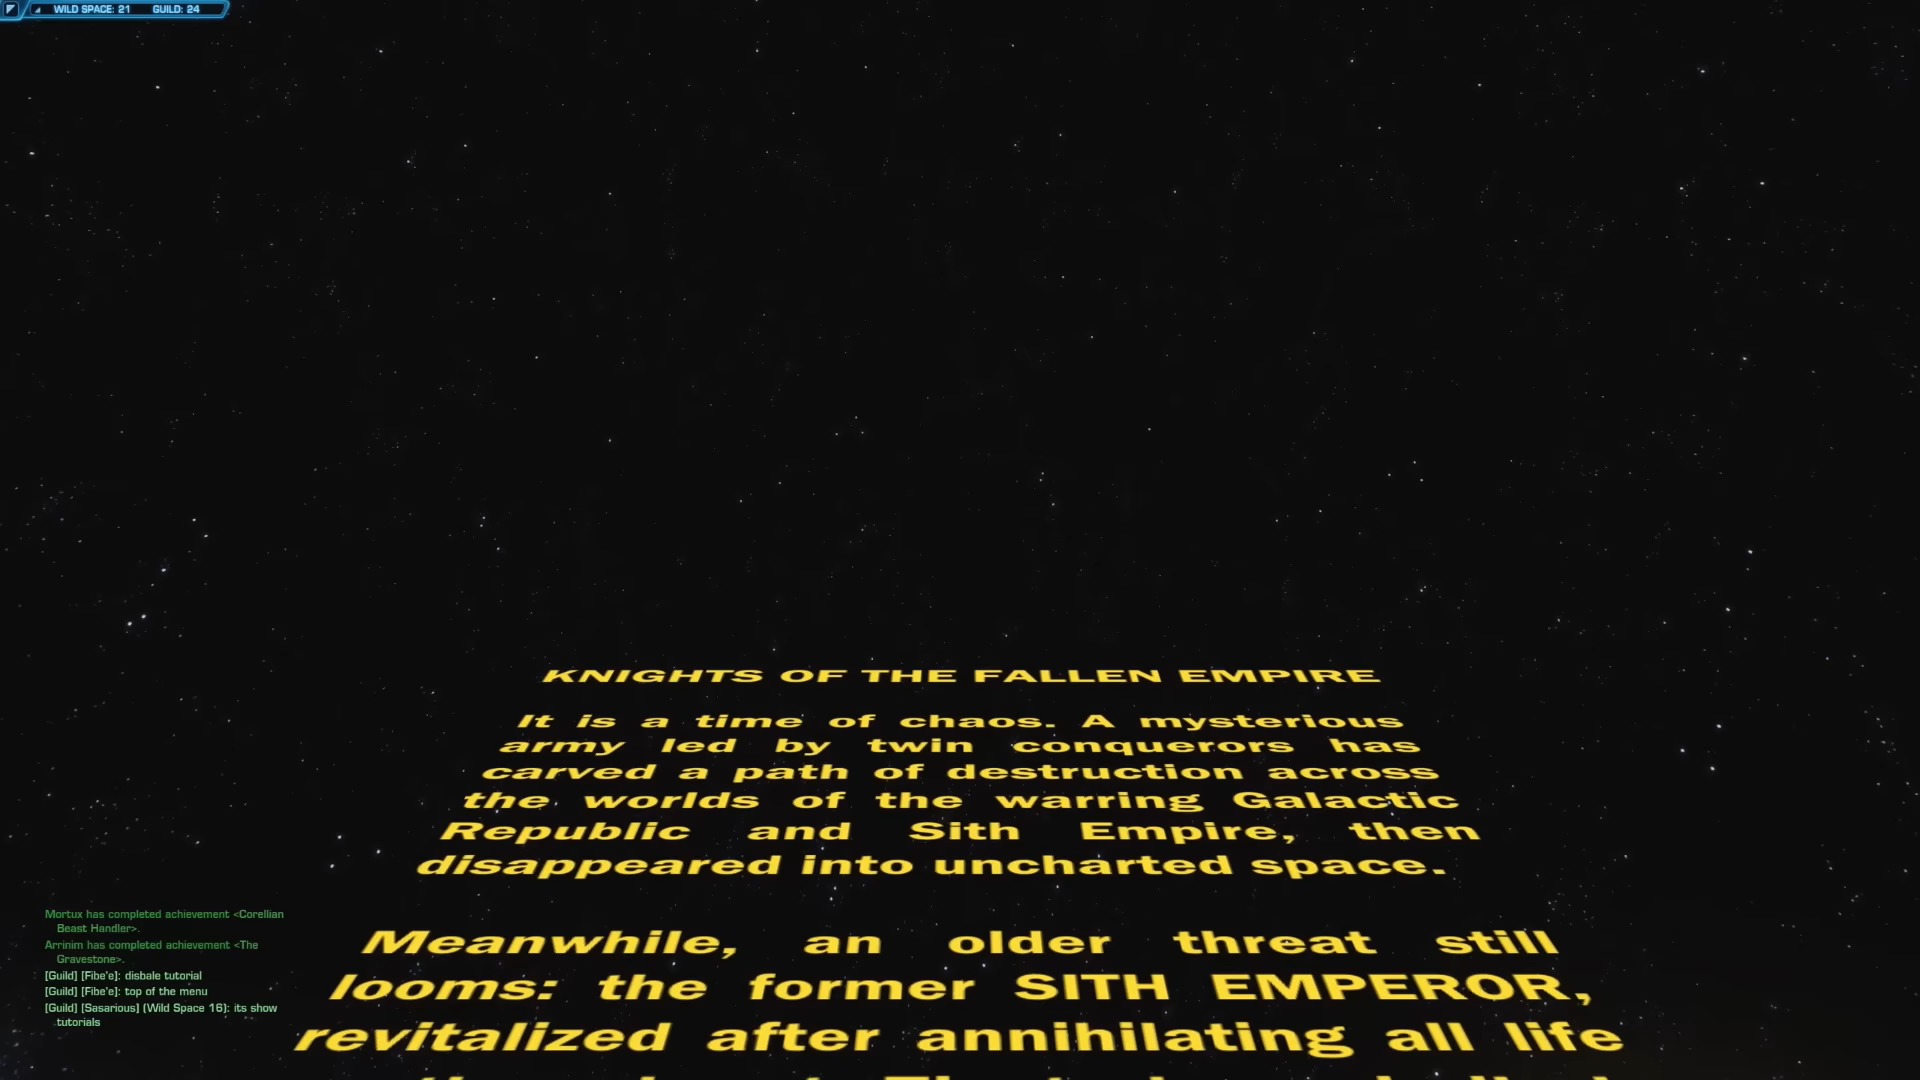 WILD SPACE: 21 GUILD: 24
KNIGHTS OF THE FALLEN EMPIRE
It is a time of chaos. A mysterious
army led by twin conquerors has
carved a path of destruction across
the worlds of the warring Galactic
Republic and Sith Empire, then
disappeared into uncharted space.
Meanwhile, an older threat still
looms: the former SITH EMPEROR,
revitalized after annihilating all life
Mortux has completed achievement <Corellian
Beast Handler>.
Arrinim has completed achievement <The
Gravestone>.
[Guild] [Fibe'e]: disbale tutorial
[Guild] [Fibe'e]: top of the menu
[Guild] [Sasarious] (Wild Space 16): its show
tutorials